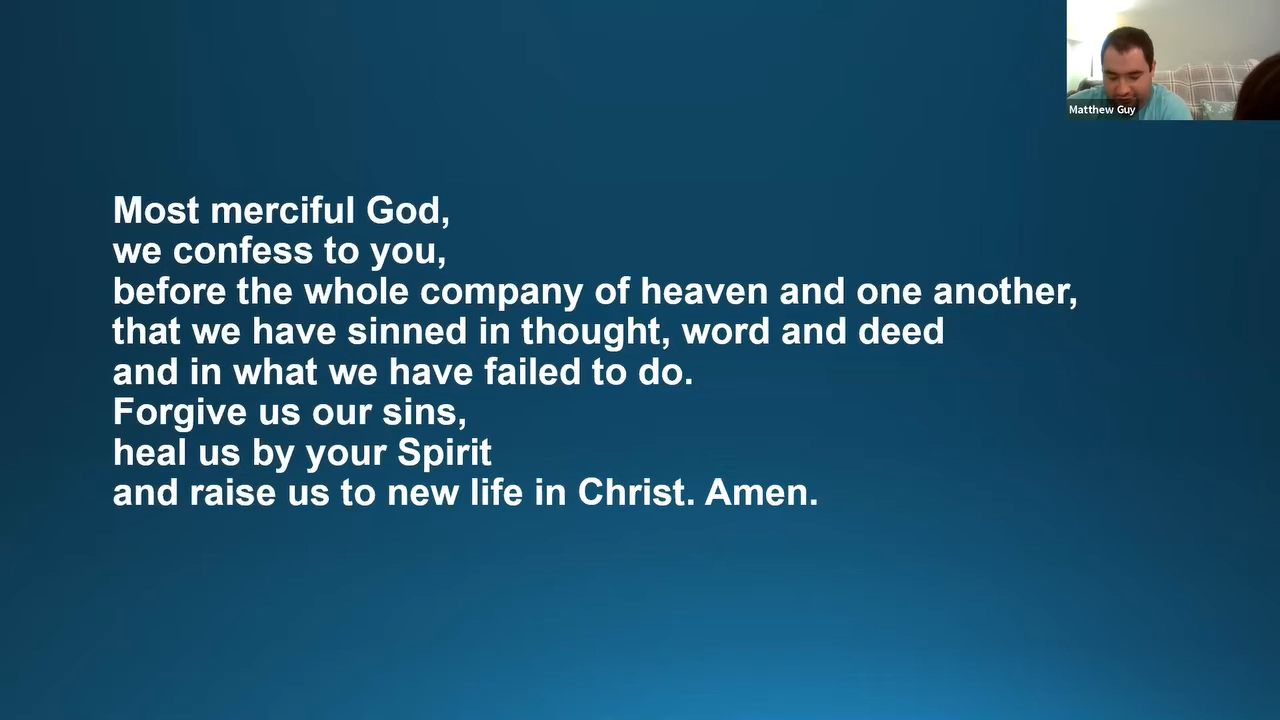 Matthew Guy
Most merciful God,
we confess to you,
before the whole company of heaven and one another,
that we have sinned in thought, word and deed
and in what we have failed to do.
Forgive us our sins,
heal us by your Spirit
and raise us to new life in Christ. Amen.